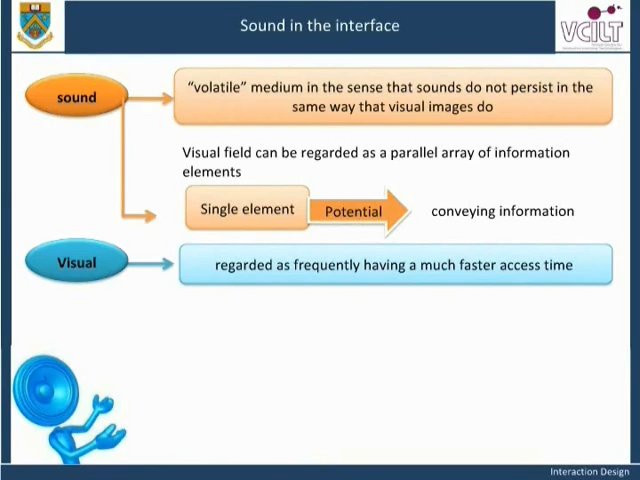 Sound in the interface
VCILT
sound
“volatile” medium in the sense that sounds do not persist in the
same way that visual images do
Visual field can be regarded as a parallel array of information
elements
Single element
Potential
conveying information
Visual
regarded as frequently having a much faster access time
Interaction Design